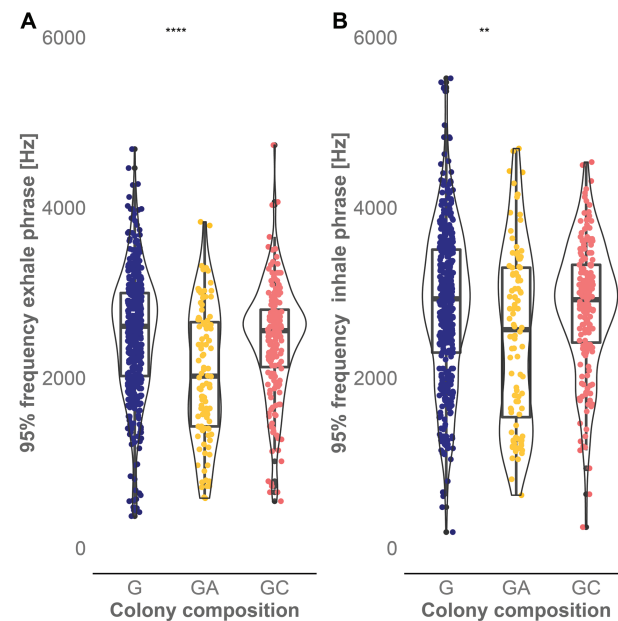 A
B
6000
****
6000
**
4000
4000
2000
2000
0
0
95% frequency exhale phrase [Hz]
95% frequency  inhale phrase [Hz]
G GA GC
G GA GC
Colony composition
Colony composition